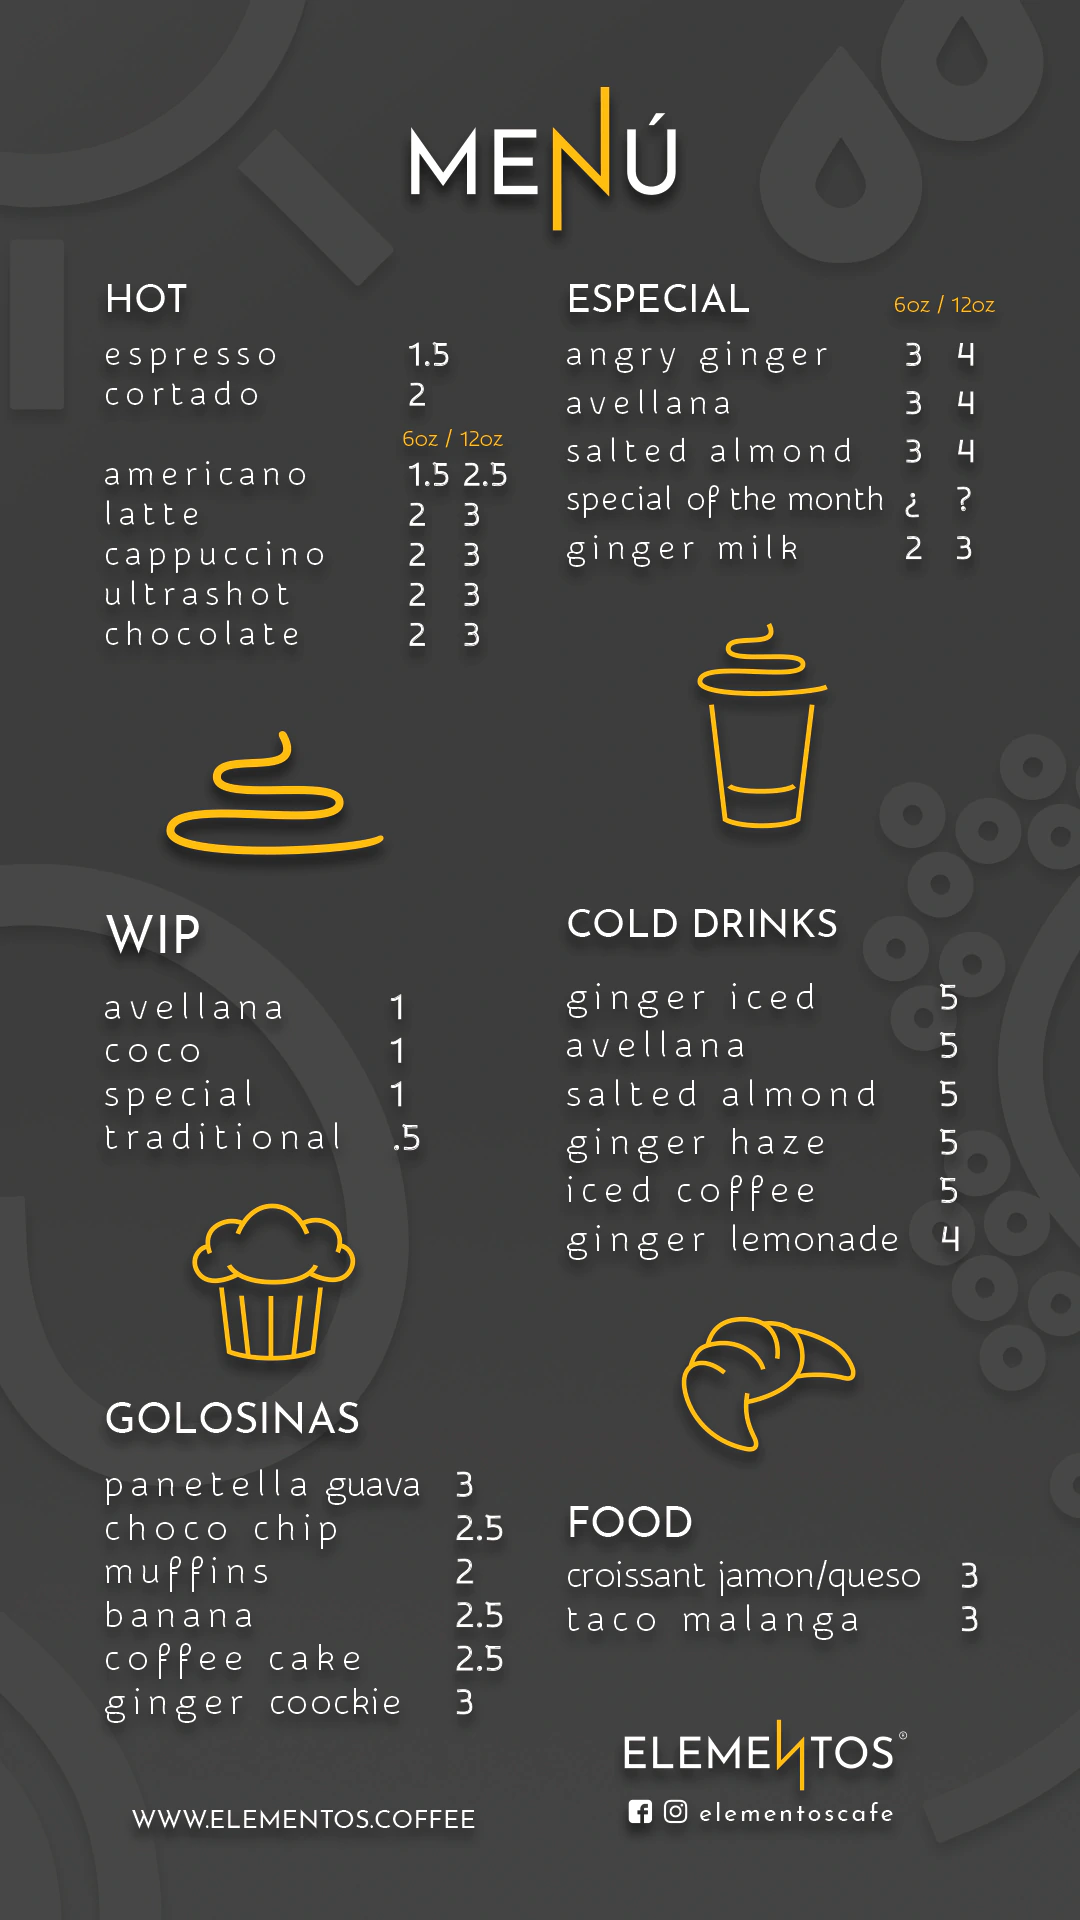 MENÚ
HOT
espresso 1.5
cortado 2
6oz / 12oz
americano 1.5 2.5
latte 2 3
cappuccino 2 3
ultrashot 2 3
chocolate 2 3
ESPECIAL 6oz / 12oz
angry ginger 3 4
avellana 3 4
salted almond 3 4
special of the month ¿ ?
ginger milk 2 3
WIP
avellana 1
coco 1
special 1
traditional .5
COLD DRINKS
ginger iced 5
avellana 5
salted almond 5
ginger haze 5
iced coffee 5
ginger lemonade 4
GOLOSINAS
panetella guava 3
choco chip 2.5
muffins 2
banana 2.5
coffee cake 2.5
ginger coockie 3
FOOD
croissant jamon/queso 3
taco malanga 3
ELEMENTOS®
elementoscafe
WWW.ELEMENTOS.COFFEE